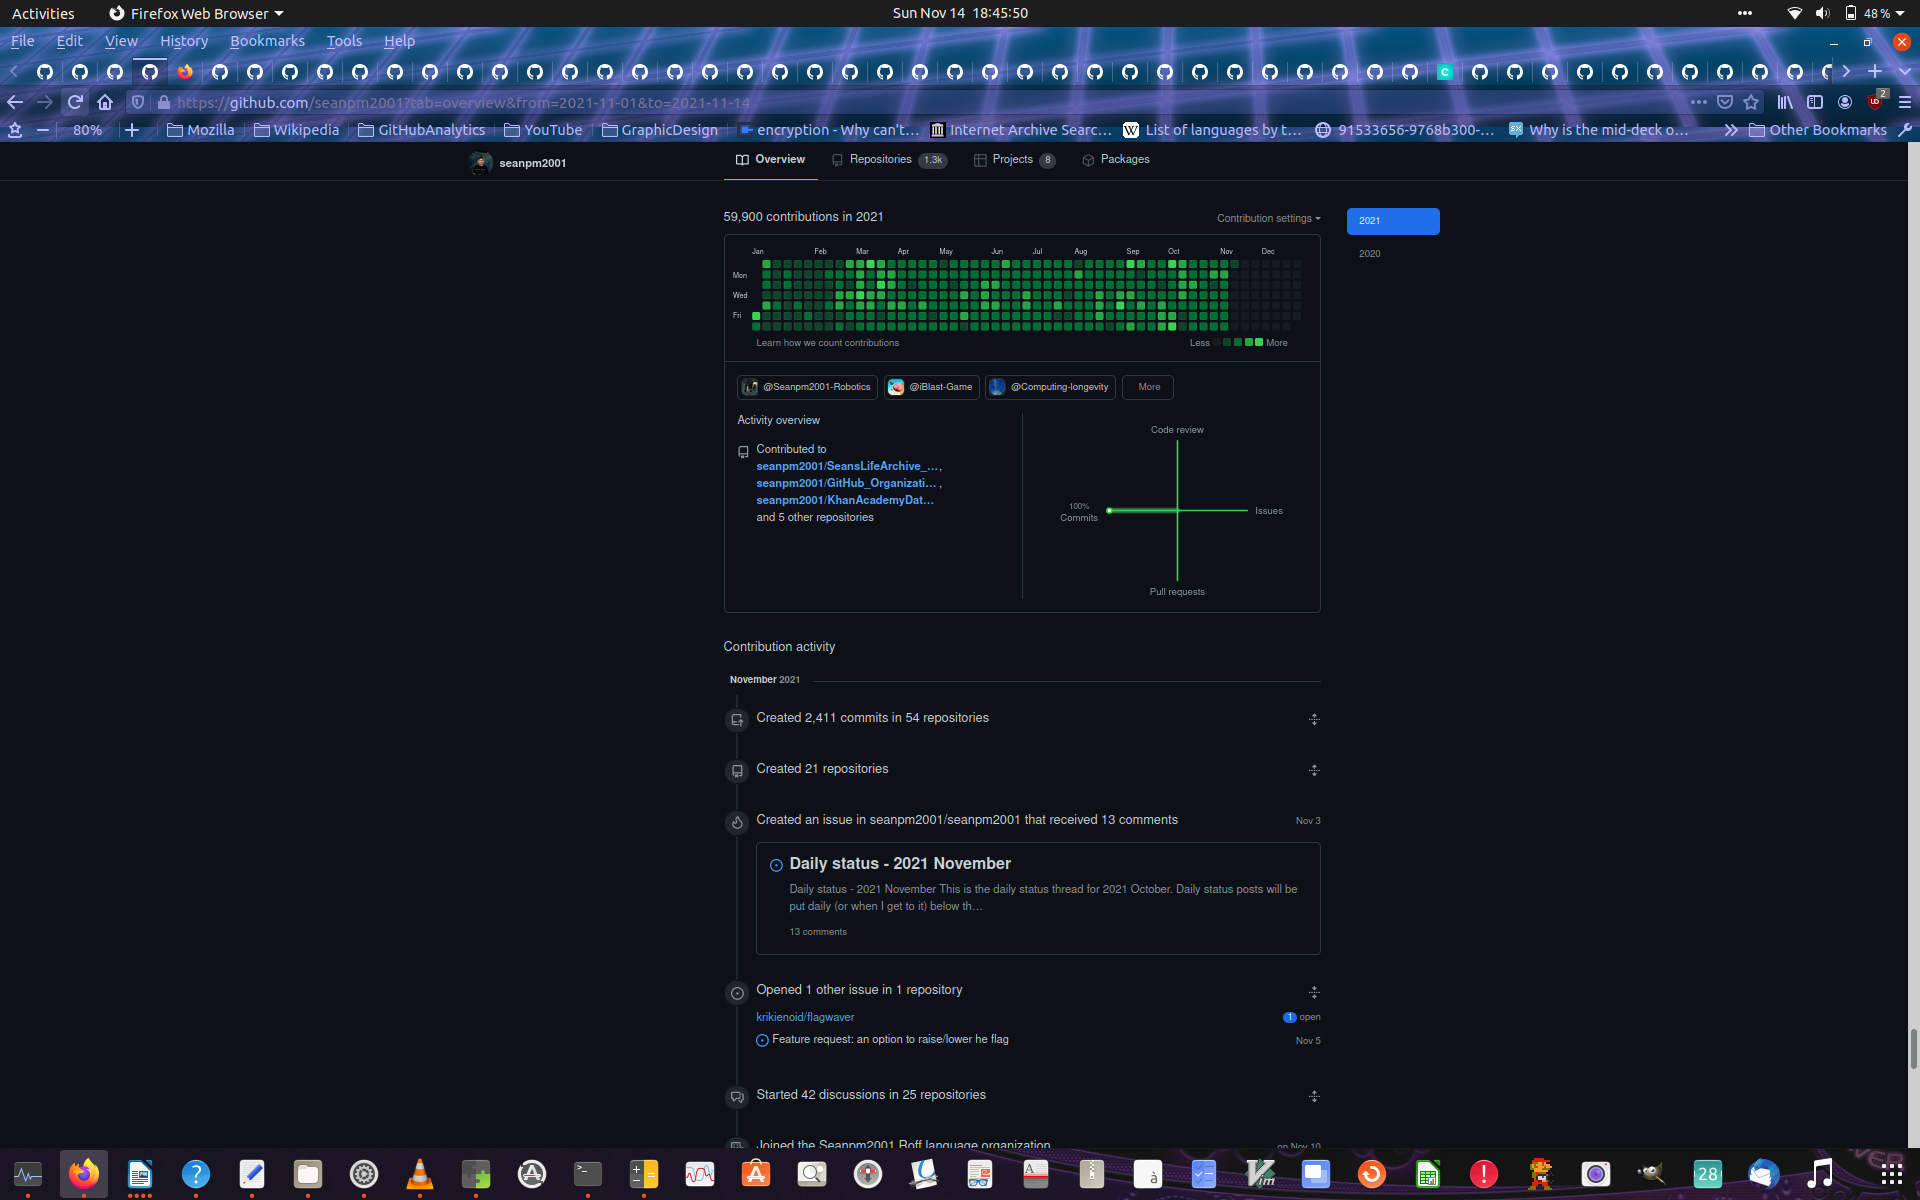 Activities
Firefox Web Browser
Sun Nov 14 18:45:50
48 %
File Edit View History Bookmarks Tools Help
https://github.com/seanpm2001?tab=overview&from=2021-11-01&to=2021-11-14
2
80%
Mozilla
Wikipedia
GitHubAnalytics
YouTube
GraphicDesign
encryption - Why can't…
Internet Archive Searc…
List of languages by t…
91533656-9768b300-…
Why is the mid-deck o…
Other Bookmarks
seanpm2001
Overview
Repositories 1.3k
Projects 8
Packages
59,900 contributions in 2021
Contribution settings
2021
2020
Jan Feb Mar Apr May Jun Jul Aug Sep Oct Nov Dec
Mon
Wed
Fri
Learn how we count contributions
Less
More
@Seanpm2001-Robotics
@iBlast-Game
@Computing-longevity
More
Activity overview
Contributed to
seanpm2001/SeansLifeArchive_…,
seanpm2001/GitHub_Organizati… ,
seanpm2001/KhanAcademyDat…
and 5 other repositories
Code review
100%
Commits
Issues
Pull requests
Contribution activity
November 2021
Created 2,411 commits in 54 repositories
Created 21 repositories
Created an issue in seanpm2001/seanpm2001 that received 13 comments
Nov 3
Daily status - 2021 November
Daily status - 2021 November This is the daily status thread for 2021 October. Daily status posts will be
put daily (or when I get to it) below th…
13 comments
Opened 1 other issue in 1 repository
krikienoid/flagwaver
1 open
Feature request: an option to raise/lower he flag
Nov 5
Started 42 discussions in 25 repositories
Joined the Seanpm2001 Roff language organization
on Nov 10
28